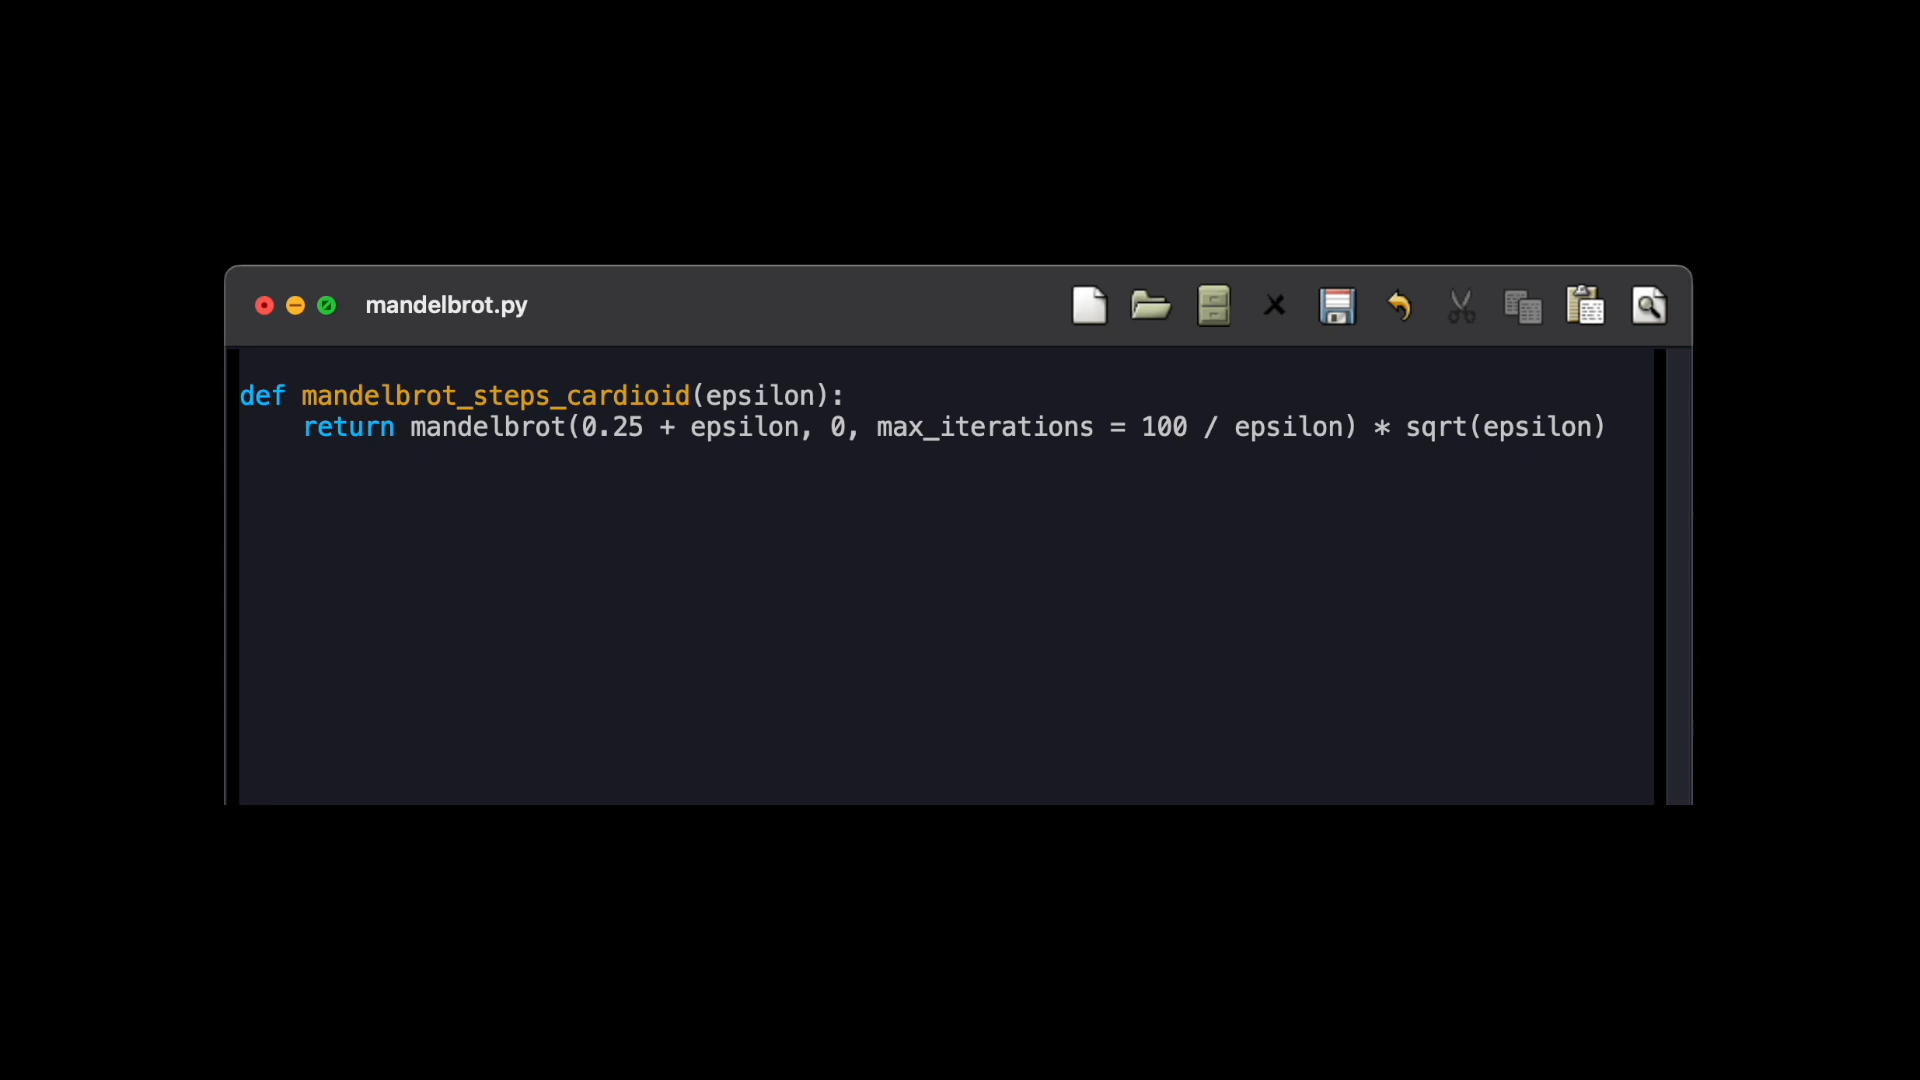 mandelbrot.py
def mandelbrot_steps_cardioid(epsilon):
    return mandelbrot(0.25 + epsilon, 0, max_iterations = 100 / epsilon) * sqrt(epsilon)